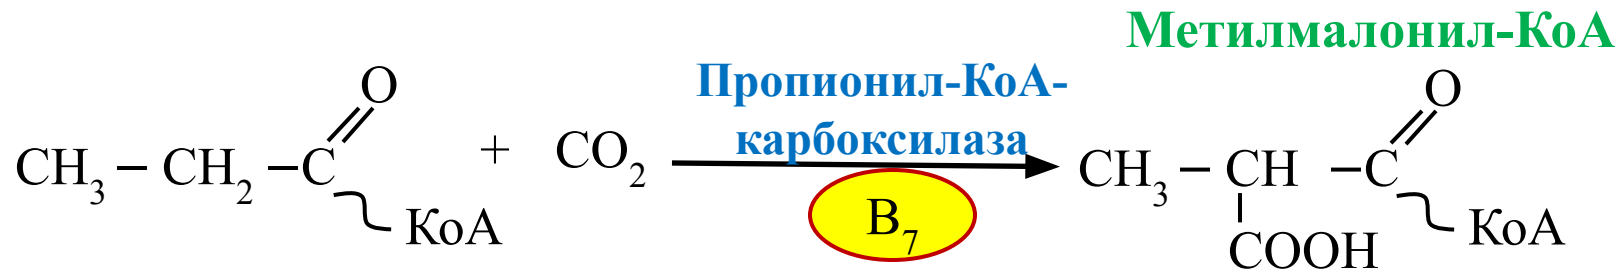 Метилмалонил-КоА
Пропионил-КоА-
карбоксилаза
O
O
CH₃ – CH₂ – C
+ CO₂
CH₃ – CH – C
КоА
B₇
COOH
КоА